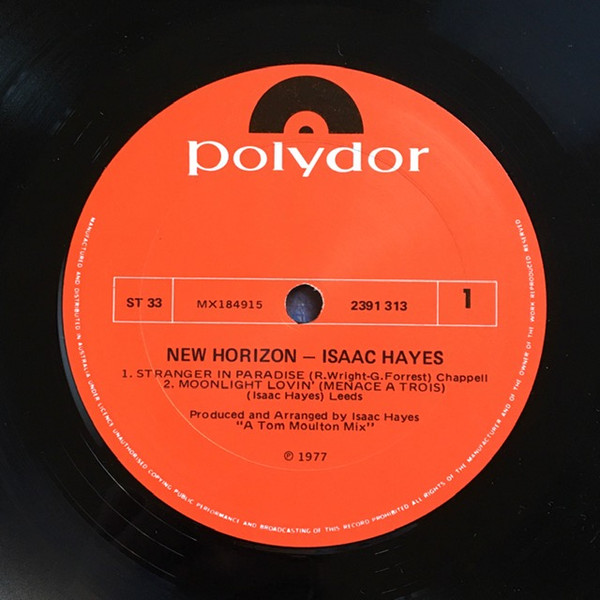 polydor
ST 33
MX184915
2391 313
1
NEW HORIZON — ISAAC HAYES
1. STRANGER IN PARADISE (R.Wright-G.Forrest) Chappell
2. MOONLIGHT LOVIN' (MENACE A TROIS)
(Isaac Hayes) Leeds
Produced and Arranged by Isaac Hayes
"A Tom Moulton Mix"
℗ 1977
MANUFACTURED AND DISTRIBUTED IN AUSTRALIA UNDER LICENCE UNAUTHORISED COPYING PUBLIC PERFORMANCE AND BROADCASTING OF THIS RECORD PROHIBITED ALL RIGHTS OF THE MANUFACTURER AND OF THE OWNER OF THE WORK REPRODUCED RESERVED